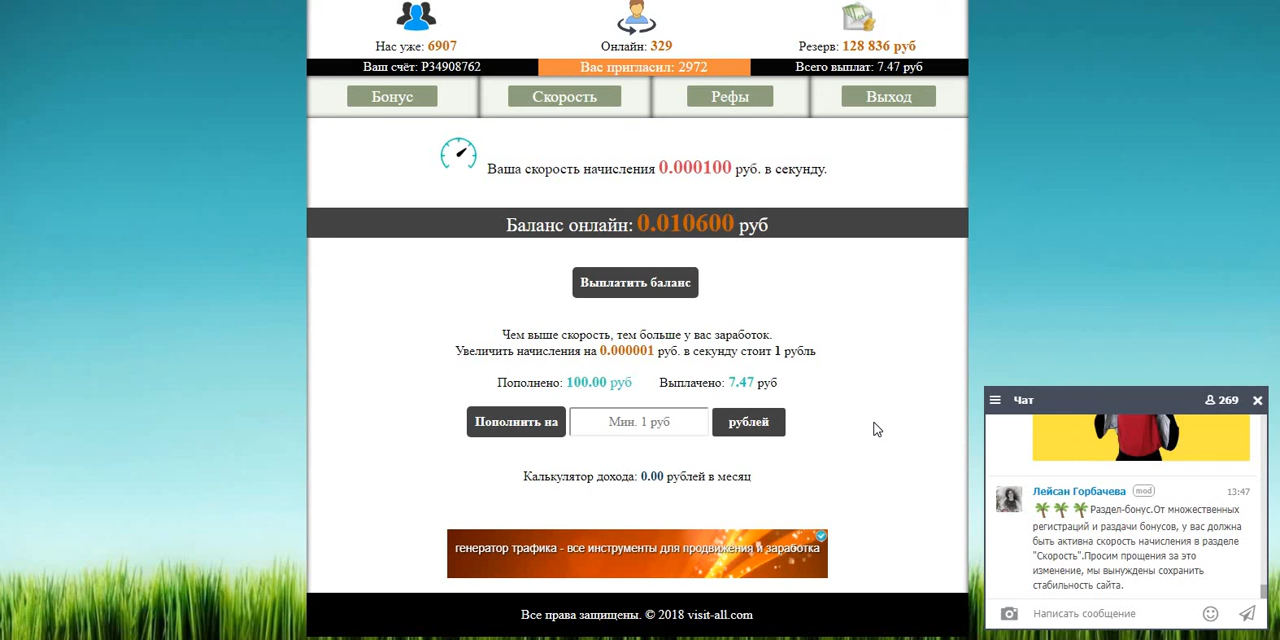 Нас уже: 6907
Онлайн: 329
Резерв: 128 836 руб
Ваш счёт: P34908762
Вас пригласил: 2972
Всего выплат: 7.47 руб
Бонус
Скорость
Рефы
Выход
Ваша скорость начисления 0.000100 руб. в секунду.
Баланс онлайн: 0.010600 руб
Выплатить баланс
Чем выше скорость, тем больше у вас заработок.
Увеличить начисления на 0.000001 руб. в секунду стоит 1 рубль
Пополнено: 100.00 руб Выплачено: 7.47 руб
Пополнить на
Мин. 1 руб
рублей
Калькулятор дохода: 0.00 рублей в месяц
генератор трафика - все инструменты для продвижения и заработка
Все права защищены. © 2018 visit-all.com
Чат
269
Лейсан Горбачева mod 13:47
Раздел-бонус.От множественных
регистраций и раздачи бонусов, у вас должна
быть активна скорость начисления в разделе
"Скорость".Просим прощения за это
изменение, мы вынуждены сохранить
стабильность сайта.
Написать сообщение